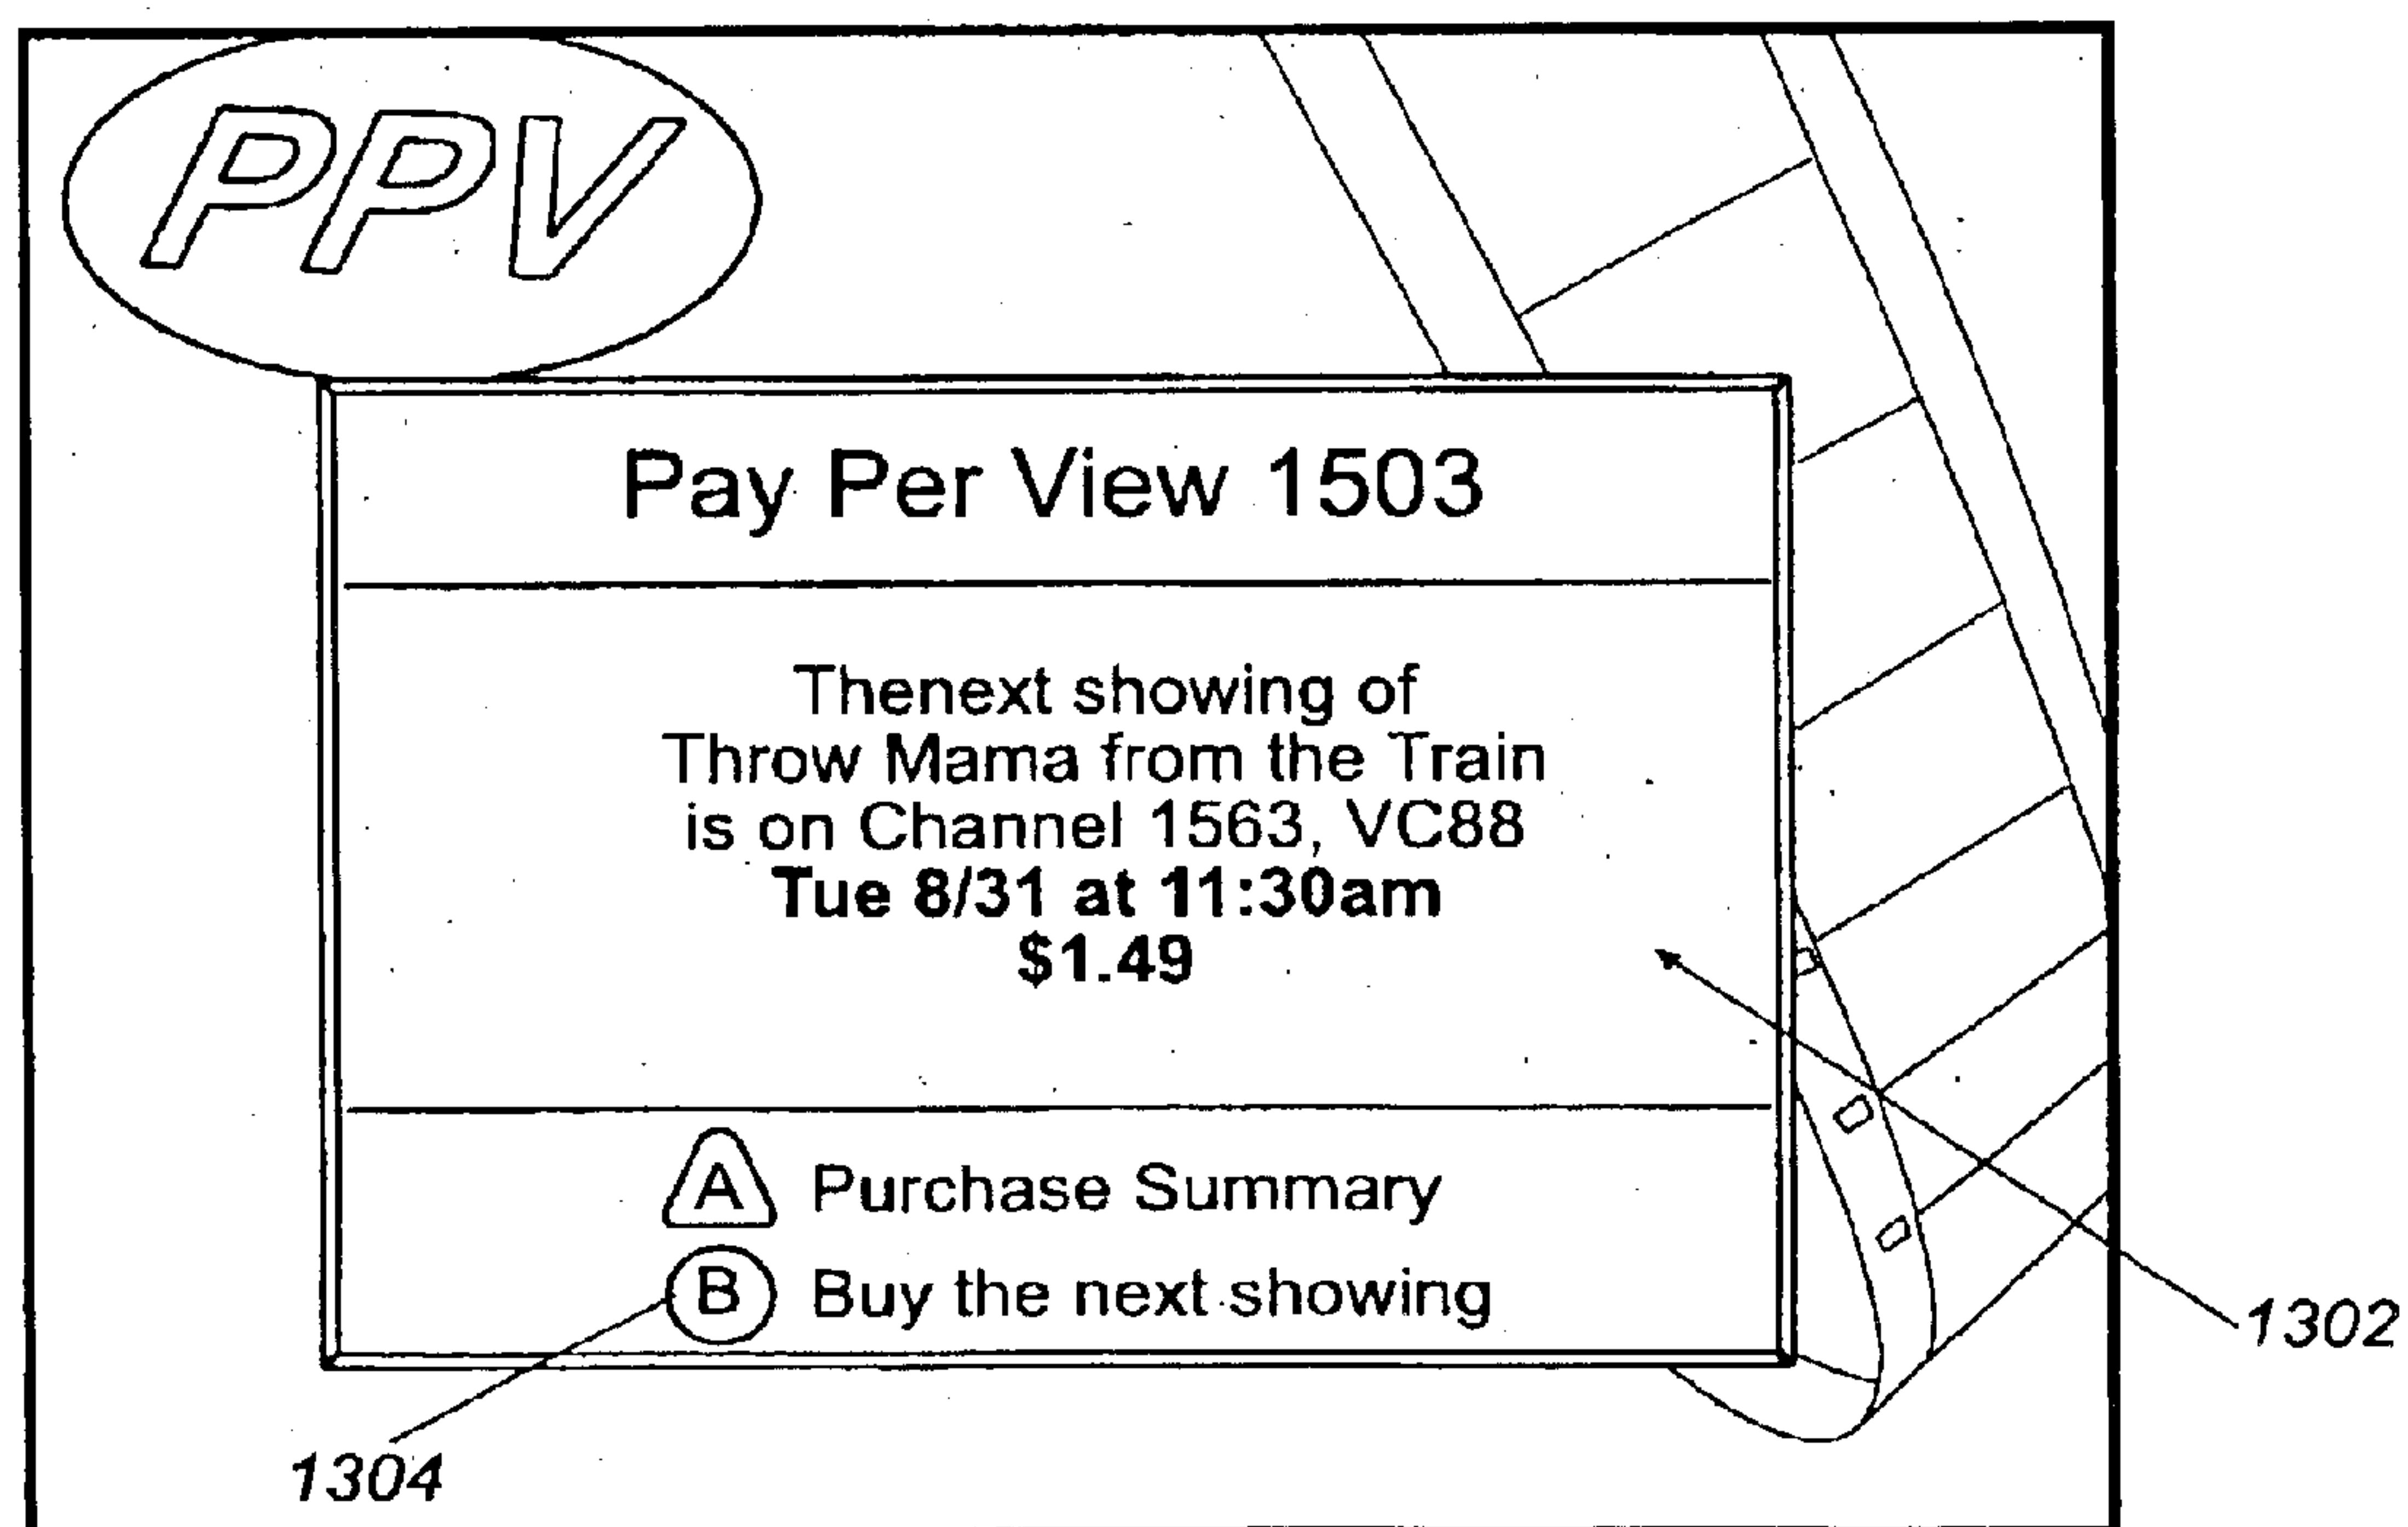 PPV
Pay Per View 1503
Thenext showing of
Throw Mama from the Train
is on Channel 1563, VC88
Tue 8/31 at 11:30am
$1.49
A Purchase Summary
B Buy the next showing
1302
1304